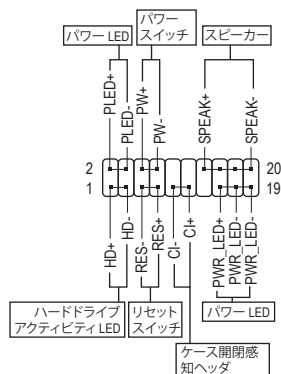 パワー LED
パワー
スイッチ
スピーカー
PLED+
PLED-
PW+
PW-
SPEAK+
SPEAK-
2
20
1
19
HD+
HD-
RES-
RES+
CI-
CI+
PWR_LED+
PWR_LED-
PWR_LED-
ハードドライブ
アクティビティ LED
リセット
スイッチ
パワー LED
ケース開閉感
知ヘッダ